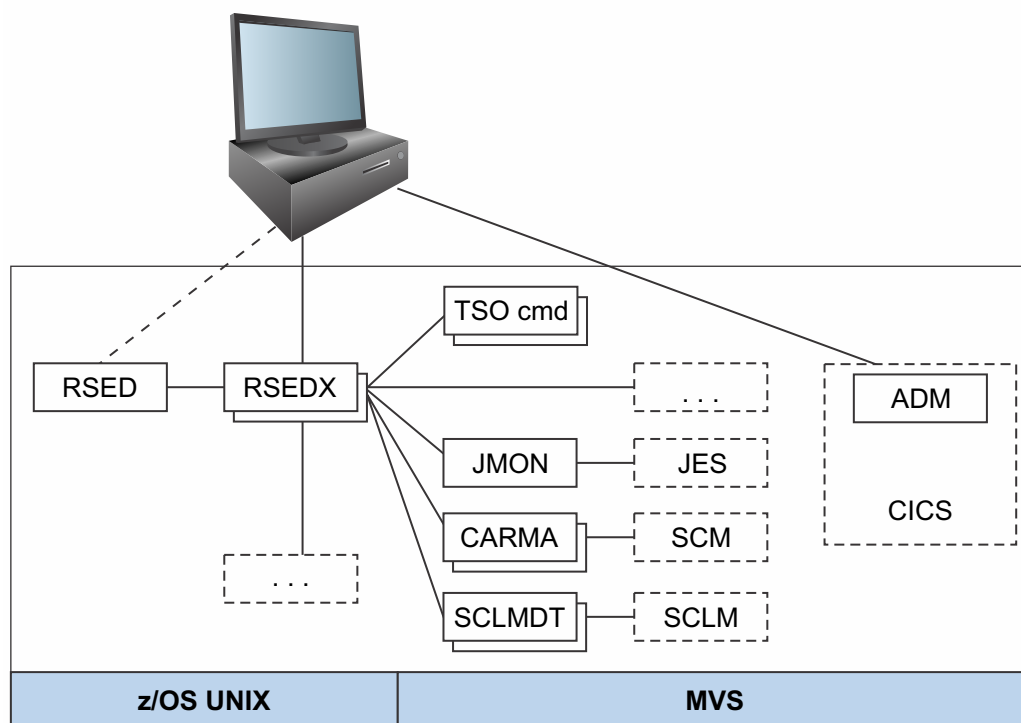 TSO cmd
RSED
RSEDX
. . .
ADM
JMON
JES
CICS
CARMA
SCM
. . .
SCLMDT
SCLM
z/OS UNIX
MVS